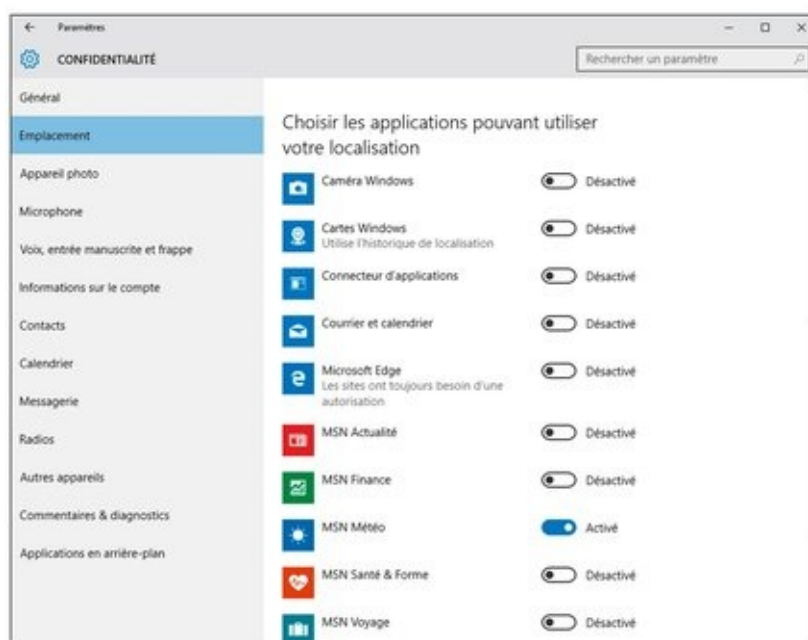 Paramètres
CONFIDENTIALITÉ
Rechercher un paramètre
Général
Emplacement
Appareil photo
Microphone
Voix, entrée manuscrite et frappe
Informations sur le compte
Contacts
Calendrier
Messagerie
Radios
Autres appareils
Commentaires & diagnostics
Applications en arrière-plan
Choisir les applications pouvant utiliser
votre localisation
Caméra Windows Désactivé
Cartes Windows Désactivé
Utilise l'historique de localisation
Connecteur d'applications Désactivé
Courrier et calendrier Désactivé
Microsoft Edge Désactivé
Les sites ont toujours besoin d'une
autorisation
MSN Actualité Désactivé
MSN Finance Désactivé
MSN Météo Activé
MSN Santé & Forme Désactivé
MSN Voyage Désactivé